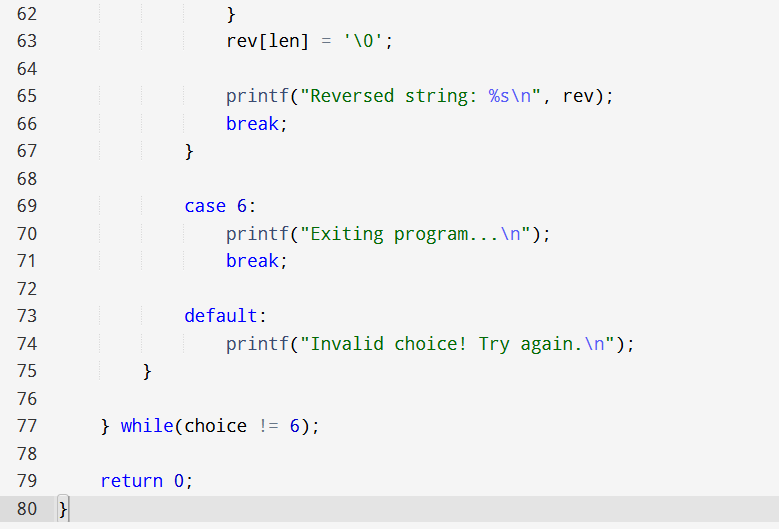 62                }
63                rev[len] = '\0';
64
65                printf("Reversed string: %s\n", rev);
66                break;
67            }
68
69            case 6:
70                printf("Exiting program...\n");
71                break;
72
73            default:
74                printf("Invalid choice! Try again.\n");
75        }
76
77    } while(choice != 6);
78
79    return 0;
80 }